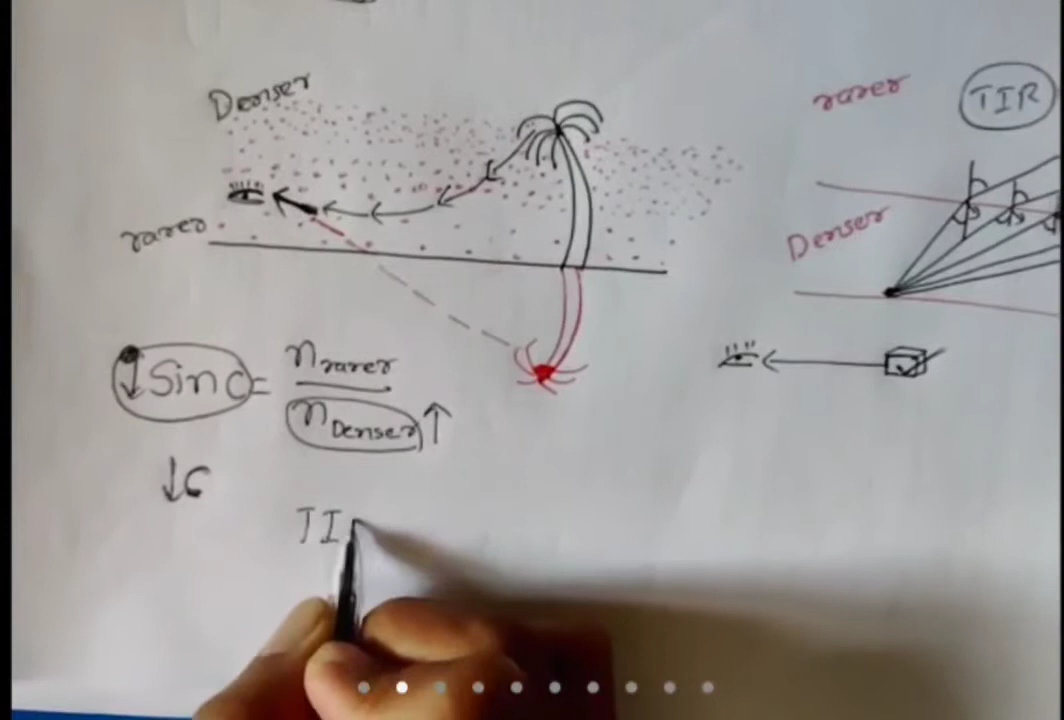 Denser
rarer
rarer
TIR
Denser
↓Sin c = n rarer / n Denser ↑
↓c
TI